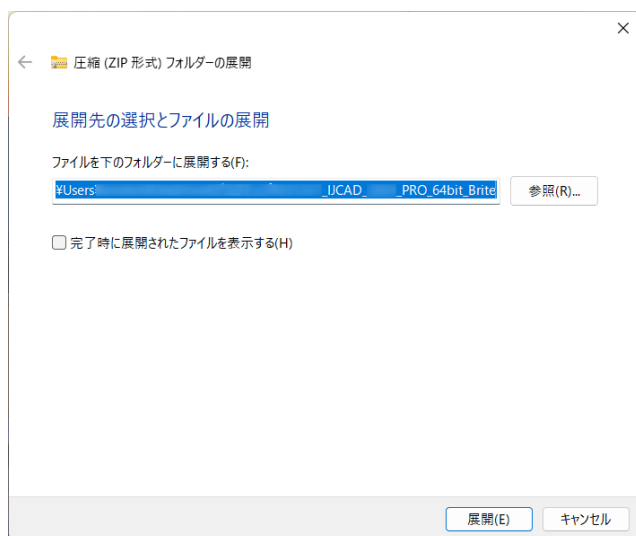 圧縮 (ZIP 形式) フォルダーの展開
展開先の選択とファイルの展開
ファイルを下のフォルダーに展開する(F):
¥Users _IJCAD_ _PRO_64bit_Brite
参照(R)...
完了時に展開されたファイルを表示する(H)
展開(E)
キャンセル